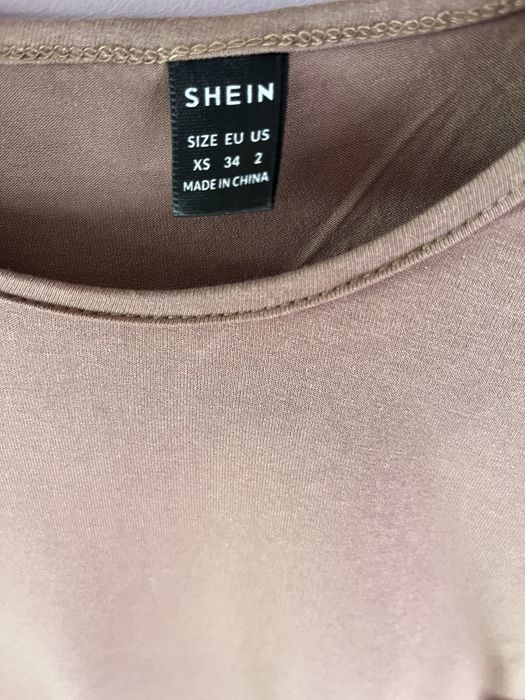 SHEIN
SIZE EU US
XS 34 2
MADE IN CHINA